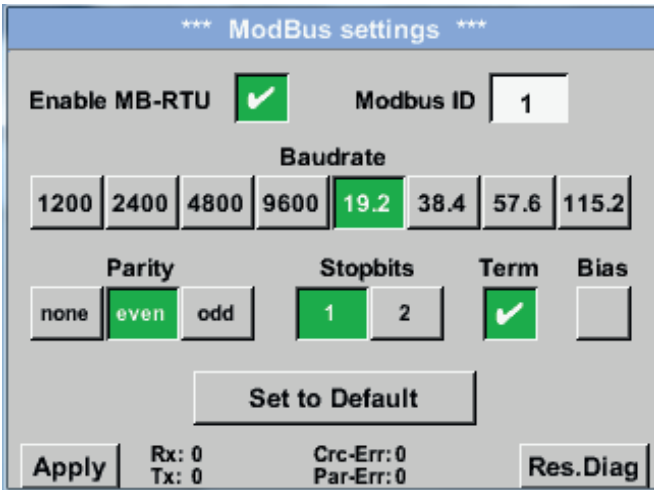 *** ModBus settings ***
Enable MB-RTU ✔ Modbus ID 1
Baudrate
1200 2400 4800 9600 19.2 38.4 57.6 115.2
Parity Stopbits Term Bias
none even odd 1 2 ✔
Set to Default
Apply Rx: 0 Crc-Err: 0 Res.Diag
Tx: 0 Par-Err: 0